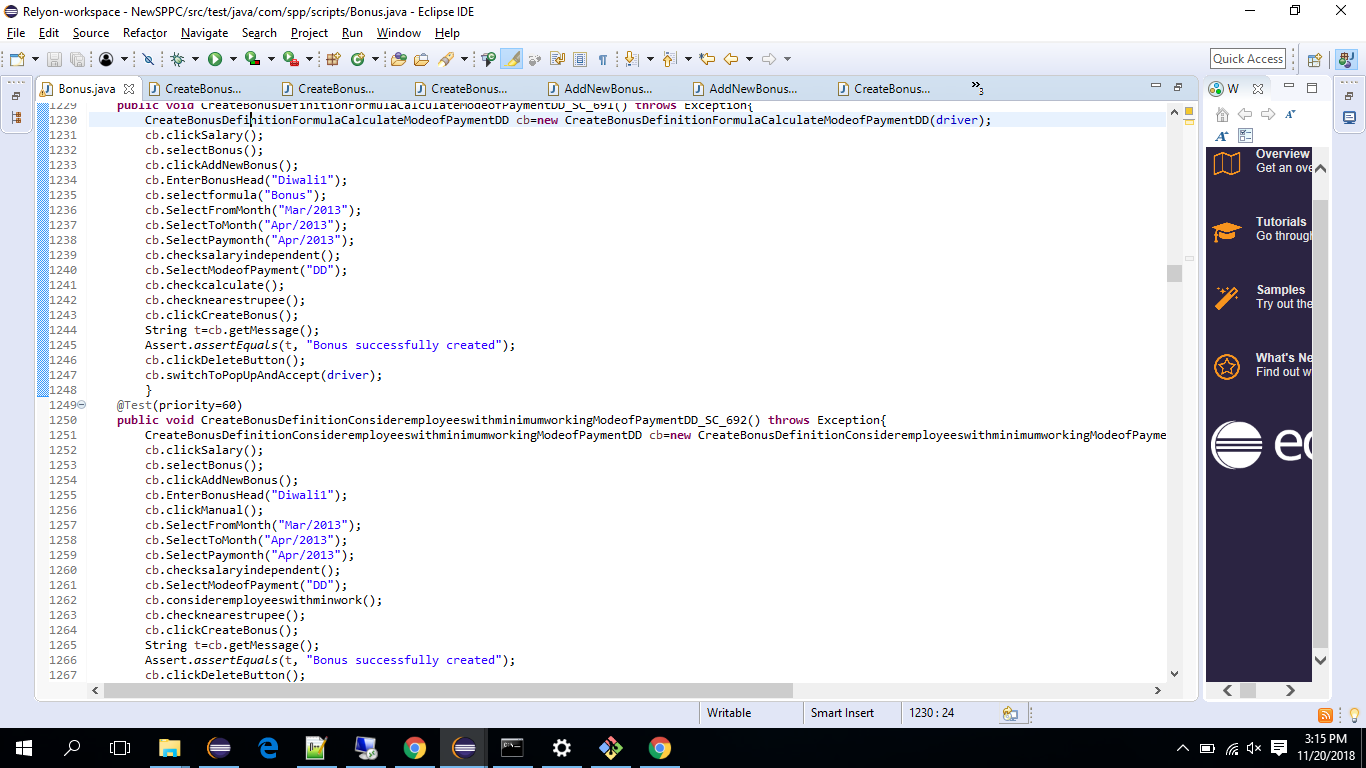 Relyon-workspace - NewSPPC/src/test/java/com/spp/scripts/Bonus.java - Eclipse IDE
File Edit Source Refactor Navigate Search Project Run Window Help
Quick Access
Bonus.java CreateBonus... CreateBonus... CreateBonus... AddNewBonus... AddNewBonus... CreateBonus... »3 W
1229 public void CreateBonusDefinitionFormulaCalculateModeofPaymentDD_SC_691() throws Exception{
1230 CreateBonusDefinitionFormulaCalculateModeofPaymentDD cb=new CreateBonusDefinitionFormulaCalculateModeofPaymentDD(driver);
1231 cb.clickSalary();
1232 cb.selectBonus();
1233 cb.clickAddNewBonus();
1234 cb.EnterBonusHead("Diwali1");
1235 cb.selectformula("Bonus");
1236 cb.SelectFromMonth("Mar/2013");
1237 cb.SelectToMonth("Apr/2013");
1238 cb.SelectPaymonth("Apr/2013");
1239 cb.checksalaryindependent();
1240 cb.SelectModeofPayment("DD");
1241 cb.checkcalculate();
1242 cb.checknearestrupee();
1243 cb.clickCreateBonus();
1244 String t=cb.getMessage();
1245 Assert.assertEquals(t, "Bonus successfully created");
1246 cb.clickDeleteButton();
1247 cb.switchToPopUpAndAccept(driver);
1248 }
1249 @Test(priority=60)
1250 public void CreateBonusDefinitionConsideremployeeswithminimumworkingModeofPaymentDD_SC_692() throws Exception{
1251 CreateBonusDefinitionConsideremployeeswithminimumworkingModeofPaymentDD cb=new CreateBonusDefinitionConsideremployeeswithminimumworkingModeofPayme
1252 cb.clickSalary();
1253 cb.selectBonus();
1254 cb.clickAddNewBonus();
1255 cb.EnterBonusHead("Diwali1");
1256 cb.clickManual();
1257 cb.SelectFromMonth("Mar/2013");
1258 cb.SelectToMonth("Apr/2013");
1259 cb.SelectPaymonth("Apr/2013");
1260 cb.checksalaryindependent();
1261 cb.SelectModeofPayment("DD");
1262 cb.consideremployeeswithminwork();
1263 cb.checknearestrupee();
1264 cb.clickCreateBonus();
1265 String t=cb.getMessage();
1266 Assert.assertEquals(t, "Bonus successfully created");
1267 cb.clickDeleteButton();
Overview
Get an ove
Tutorials
Go through
Samples
Try out the
What's Ne
Find out w
ec
Writable Smart Insert 1230 : 24
3:15 PM
11/20/2018